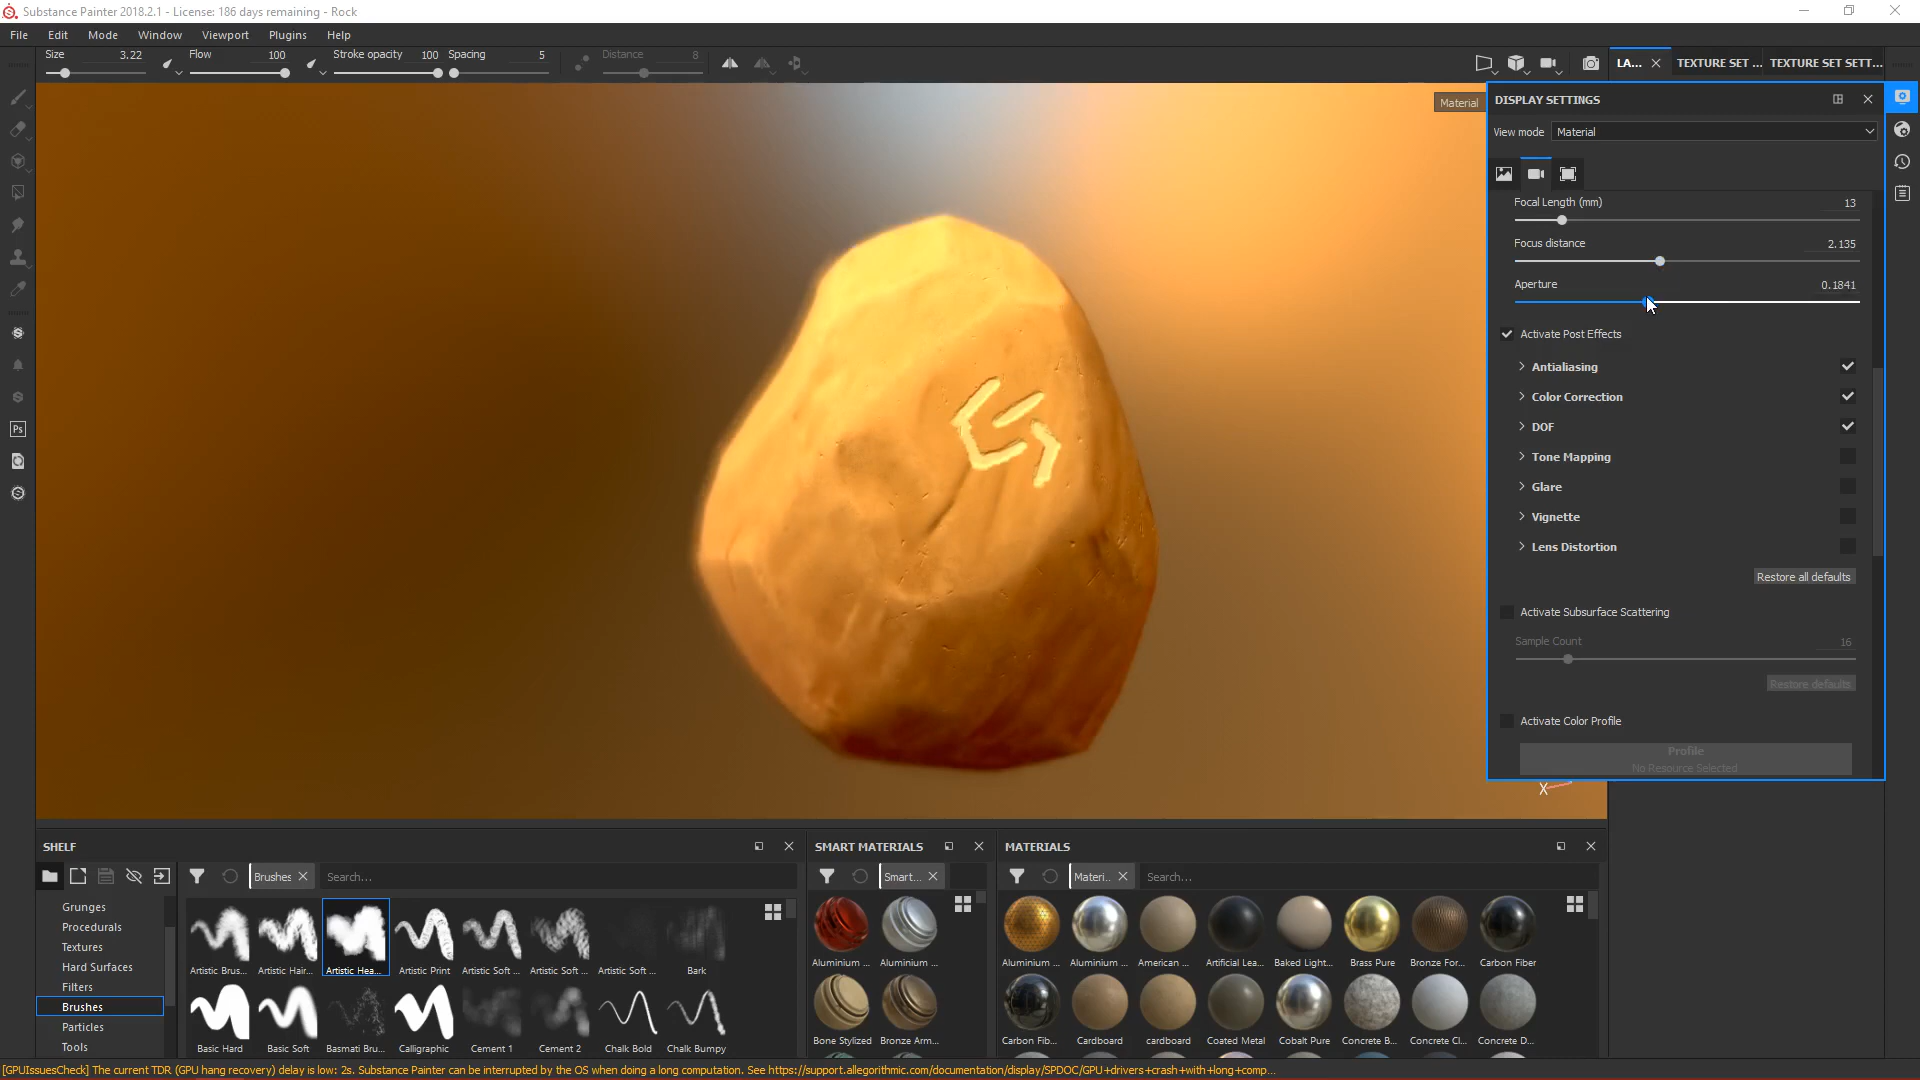 Substance Painter 2018.2.1 - License: 186 days remaining - Rock
File Edit Mode Window Viewport Plugins Help
Size 3.22 Flow 100 Stroke opacity 100 Spacing 5 Distance 8
LA... TEXTURE SET ... TEXTURE SET SETT...
Material
DISPLAY SETTINGS
View mode Material
Focal Length (mm) 13
Focus distance 2.135
Aperture 0.1841
Activate Post Effects
Antialiasing
Color Correction
DOF
Tone Mapping
Glare
Vignette
Lens Distortion
Restore all defaults
Activate Subsurface Scattering
Sample Count 16
Restore defaults
Activate Color Profile
Profile
No Resource Selected
X
Ps
SHELF
Brushes
Search...
Grunges
Procedurals
Textures
Hard Surfaces
Filters
Brushes
Particles
Tools
Artistic Brus... Artistic Hair... Artistic Hea... Artistic Print Artistic Soft ... Artistic Soft ... Artistic Soft ... Bark
Basic Hard Basic Soft Basmati Bru... Calligraphic Cement 1 Cement 2 Chalk Bold Chalk Bumpy
SMART MATERIALS
Smart...
Aluminium ... Aluminium ...
Bone Stylized Bronze Arm...
MATERIALS
Materi..
Search...
Aluminium ... Aluminium ... American ... Artificial Lea... Baked Light... Brass Pure Bronze For... Carbon Fiber
Carbon Fib... Cardboard cardboard Coated Metal Cobalt Pure Concrete B... Concrete Cl... Concrete D...
[GPUIssuesCheck] The current TDR (GPU hang recovery) delay is low: 2s. Substance Painter can be interrupted by the OS when doing a long computation. See https://support.allegorithmic.com/documentation/display/SPDOC/GPU+drivers+crash+with+long+comp...